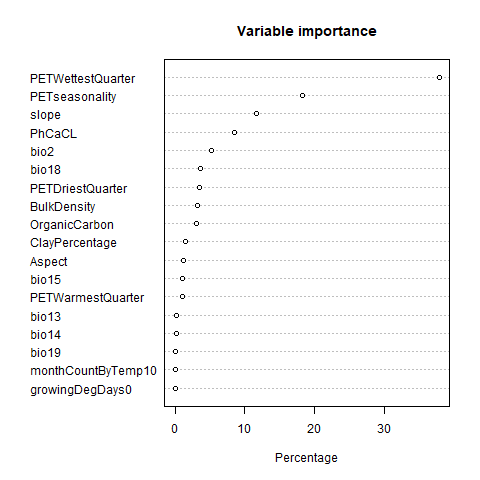 Variable importance
PETWettestQuarter
PETseasonality
slope
PhCaCL
bio2
bio18
PETDriestQuarter
BulkDensity
OrganicCarbon
ClayPercentage
Aspect
bio15
PETWarmestQuarter
bio13
bio14
bio19
monthCountByTemp10
growingDegDays0
0 10 20 30
Percentage